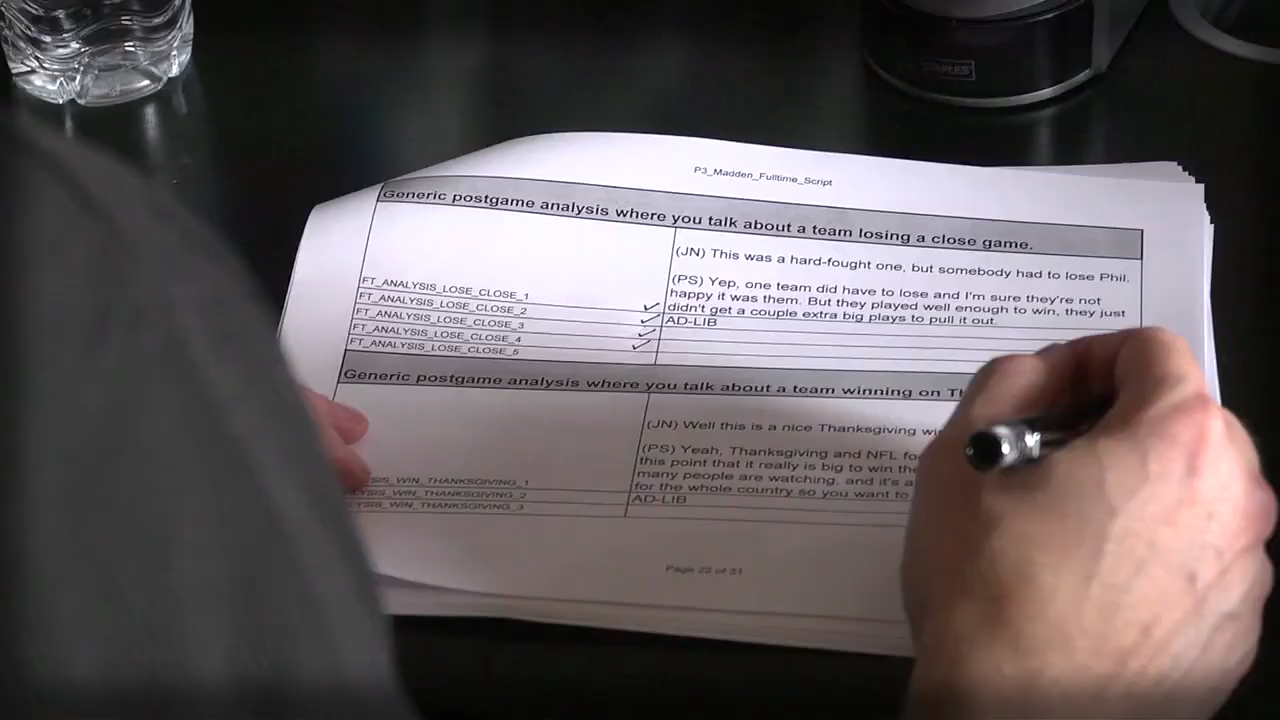 STAPLES
P3_Madden_Fulltime_Script
Generic postgame analysis where you talk about a team losing a close game.
(JN) This was a hard-fought one, but somebody had to lose Phil.
(PS) Yep, one team did have to lose and I'm sure they're not
happy it was them. But they played well enough to win, they just
didn't get a couple extra big plays to pull it out.
FT_ANALYSIS_LOSE_CLOSE_1
AD-LIB
FT_ANALYSIS_LOSE_CLOSE_2
FT_ANALYSIS_LOSE_CLOSE_3
FT_ANALYSIS_LOSE_CLOSE_4
FT_ANALYSIS_LOSE_CLOSE_5
Generic postgame analysis where you talk about a team winning on
(JN) Well this is a nice Thanksgiving
(PS) Yeah, Thanksgiving and NFL
this point that it really is big to win
many people are watching, and it's a
for the whole country so you want to
YSIS_WIN_THANKSGIVING_1
AD-LIB
YSIS_WIN_THANKSGIVING_2
YSIS_WIN_THANKSGIVING_3
Page 22 of 31